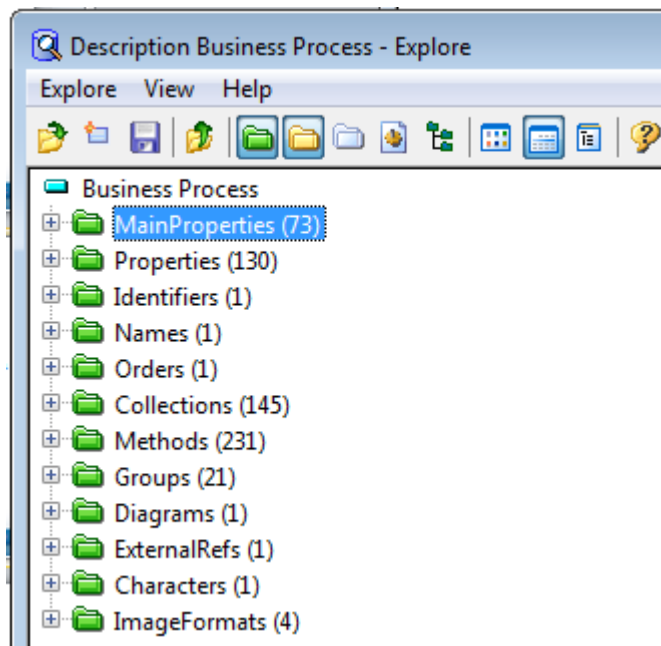 Description Business Process - Explore
Explore View Help
Business Process
MainProperties (73)
Properties (130)
Identifiers (1)
Names (1)
Orders (1)
Collections (145)
Methods (231)
Groups (21)
Diagrams (1)
ExternalRefs (1)
Characters (1)
ImageFormats (4)